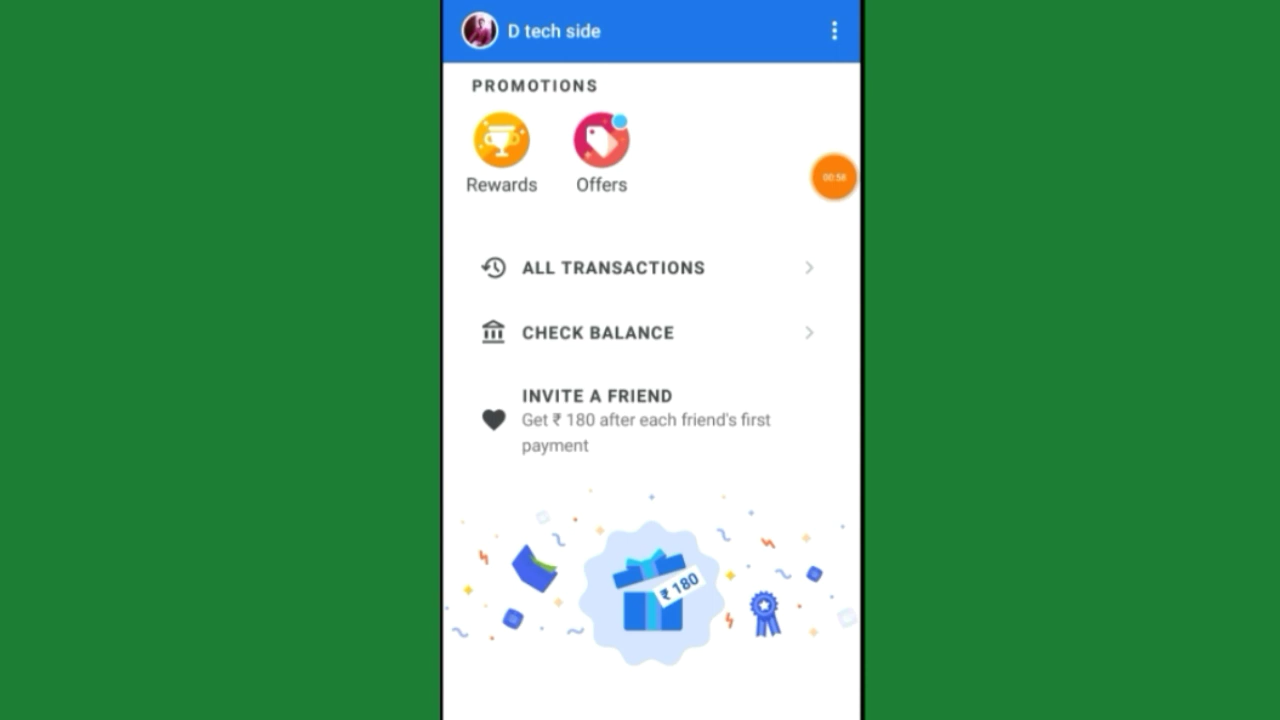 D tech side
PROMOTIONS
Rewards
Offers
00:56
ALL TRANSACTIONS
CHECK BALANCE
INVITE A FRIEND
Get ₹ 180 after each friend's first
payment
₹ 180